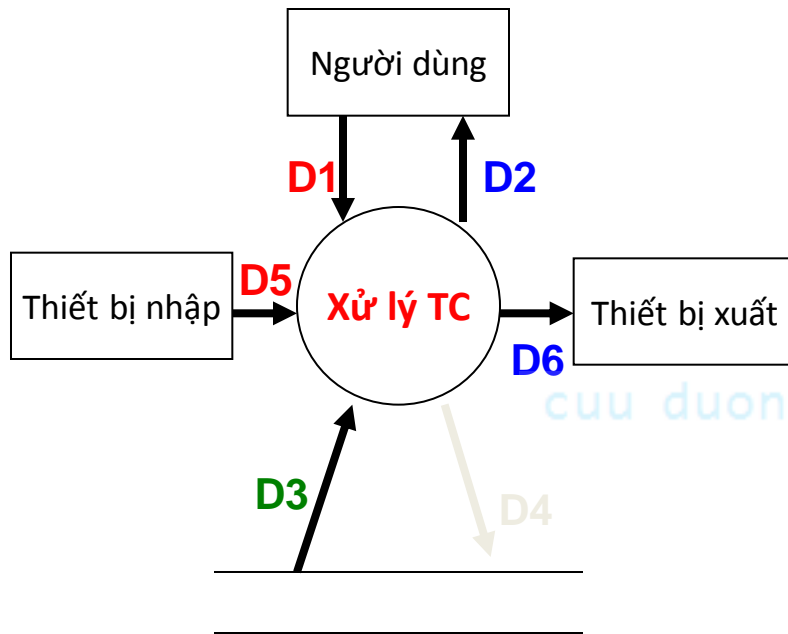 Người dùng
D1
D2
Thiết bị nhập
D5
Xử lý TC
Thiết bị xuất
D6
cuu duon
D3
D4